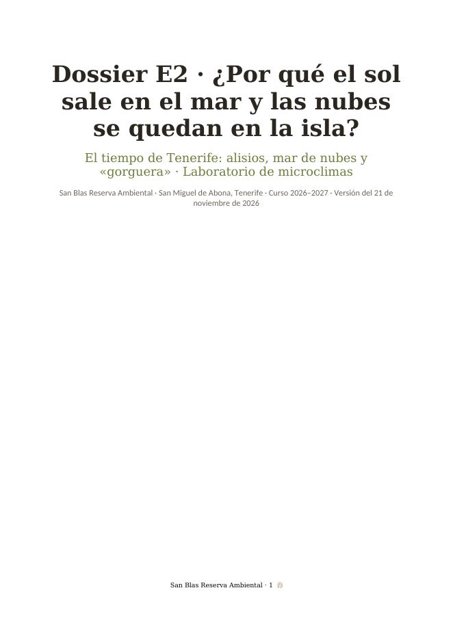 Dossier E2 · ¿Por qué el sol
sale en el mar y las nubes
se quedan en la isla?
El tiempo de Tenerife: alisios, mar de nubes y
«gorguera» · Laboratorio de microclimas
San Blas Reserva Ambiental · San Miguel de Abona, Tenerife · Curso 2026–2027 · Versión del 21 de
noviembre de 2026
San Blas Reserva Ambiental · 1